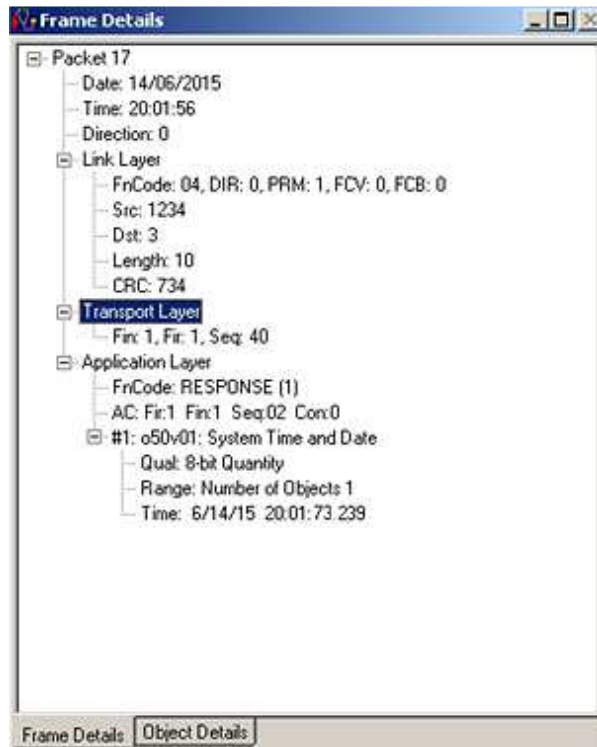 Frame Details
Packet 17
Date: 14/06/2015
Time: 20:01:56
Direction: 0
Link Layer
FnCode: 04, DIR: 0, PRM: 1, FCV: 0, FCB: 0
Src: 1234
Dst: 3
Length: 10
CRC: 734
Transport Layer
Fin: 1, Fir: 1, Seq: 40
Application Layer
FnCode: RESPONSE (1)
AC: Fir:1 Fin:1 Seq:02 Con:0
#1: o50v01: System Time and Date
Qual: 8-bit Quantity
Range: Number of Objects 1
Time: 6/14/15 20:01:73.239
Frame Details
Object Details